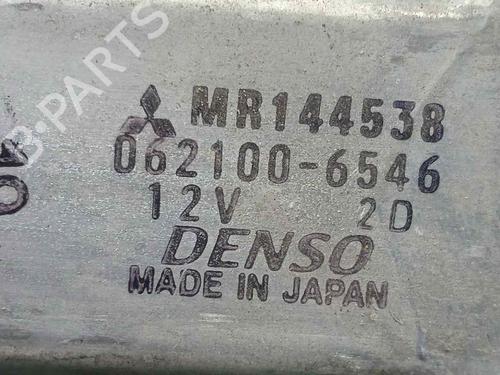 B-PARTS
MR144538
062100-6546
12V 2D
DENSO
MADE IN JAPAN